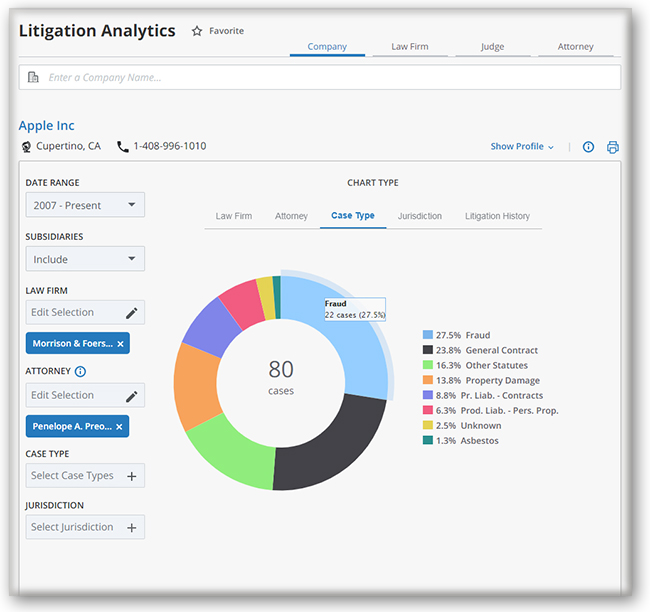 Litigation Analytics Favorite
Company Law Firm Judge Attorney
Enter a Company Name...
Apple Inc
Cupertino, CA 1-408-996-1010 Show Profile
DATE RANGE
2007 - Present
SUBSIDIARIES
Include
LAW FIRM
Edit Selection
Morrison & Foers... ×
ATTORNEY
Edit Selection
Penelope A. Preo... ×
CASE TYPE
Select Case Types +
JURISDICTION
Select Jurisdiction +
CHART TYPE
Law Firm Attorney Case Type Jurisdiction Litigation History
Fraud
22 cases (27.5%)
80
cases
27.5% Fraud
23.8% General Contract
16.3% Other Statutes
13.8% Property Damage
8.8% Pr. Liab. - Contracts
6.3% Prod. Liab. - Pers. Prop.
2.5% Unknown
1.3% Asbestos